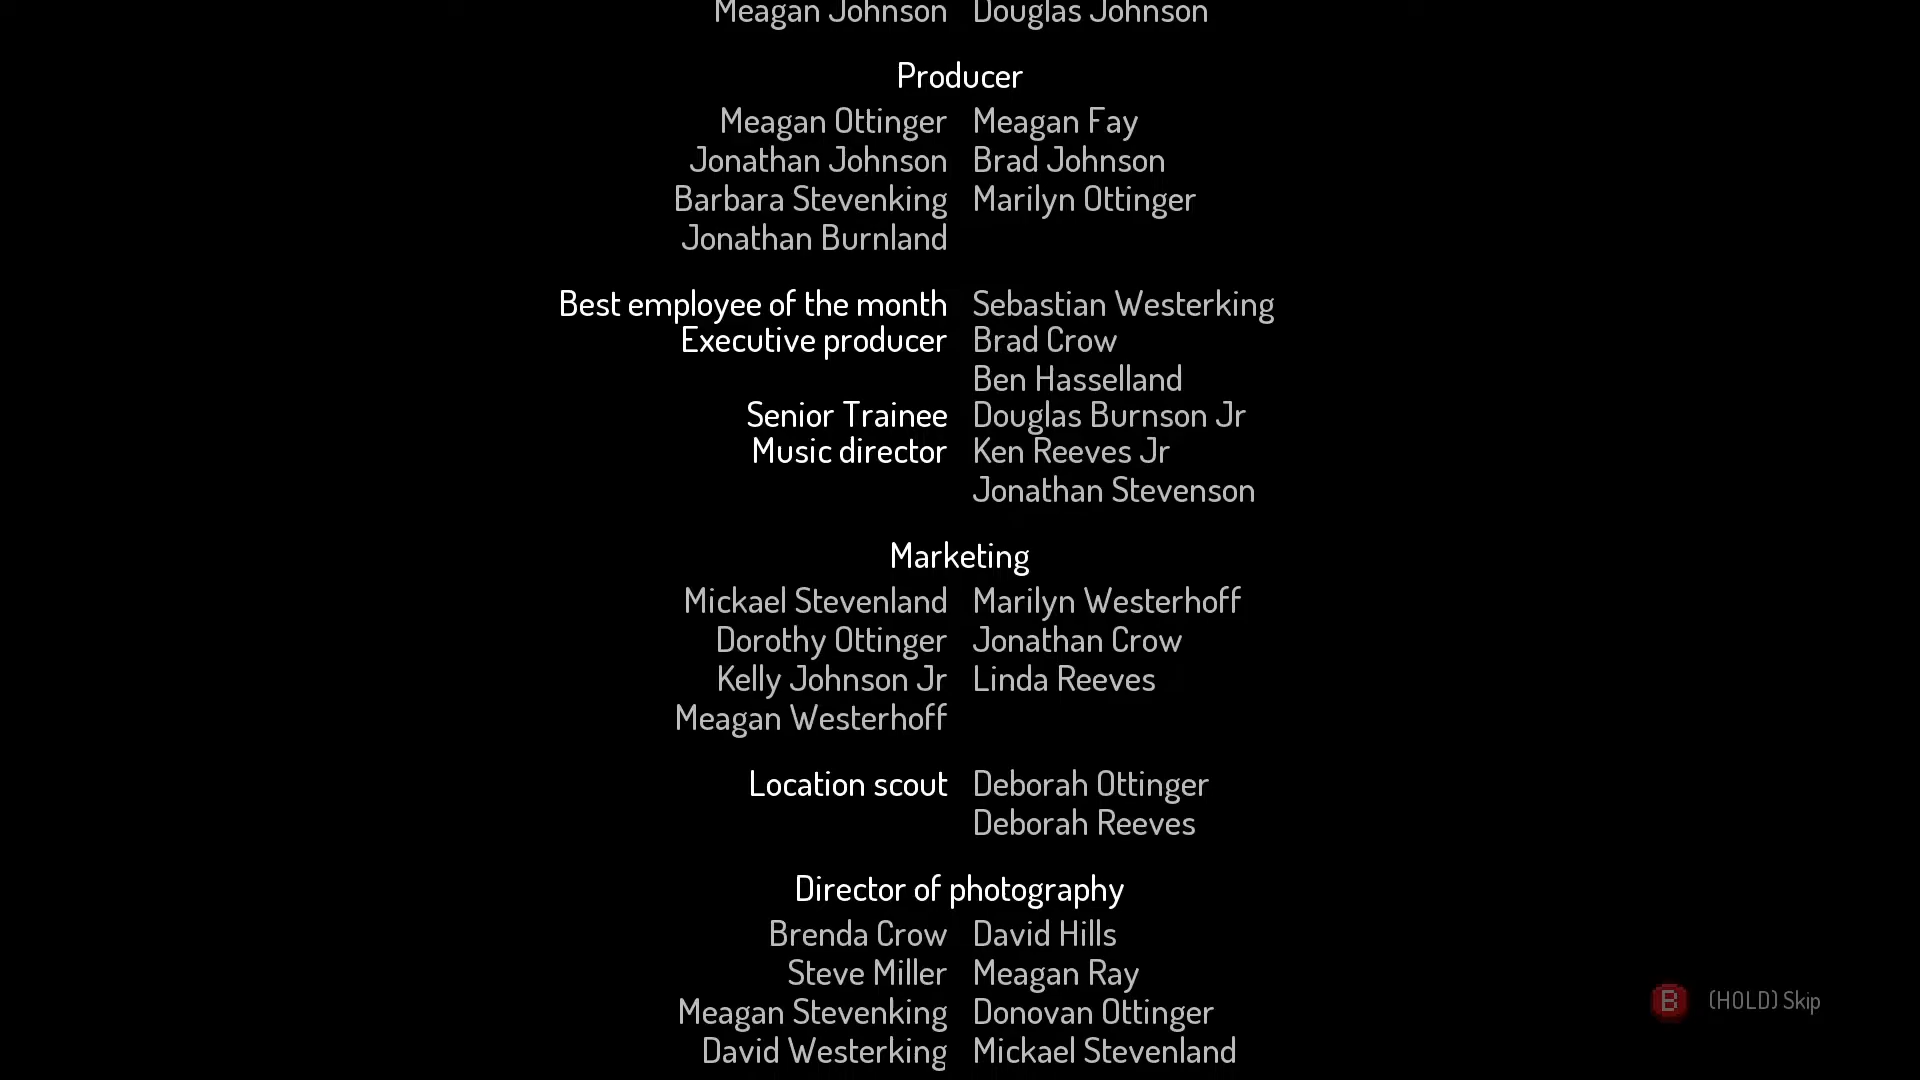 Meagan Johnson Douglas Johnson
Producer
Meagan Ottinger Meagan Fay
Jonathan Johnson Brad Johnson
Barbara Stevenking Marilyn Ottinger
Jonathan Burnland
Best employee of the month Sebastian Westerking
Executive producer Brad Crow
Ben Hasselland
Senior Trainee Douglas Burnson Jr
Music director Ken Reeves Jr
Jonathan Stevenson
Marketing
Mickael Stevenland Marilyn Westerhoff
Dorothy Ottinger Jonathan Crow
Kelly Johnson Jr Linda Reeves
Meagan Westerhoff
Location scout Deborah Ottinger
Deborah Reeves
Director of photography
Brenda Crow David Hills
Steve Miller Meagan Ray
Meagan Stevenking Donovan Ottinger
David Westerking Mickael Stevenland
B (HOLD) Skip